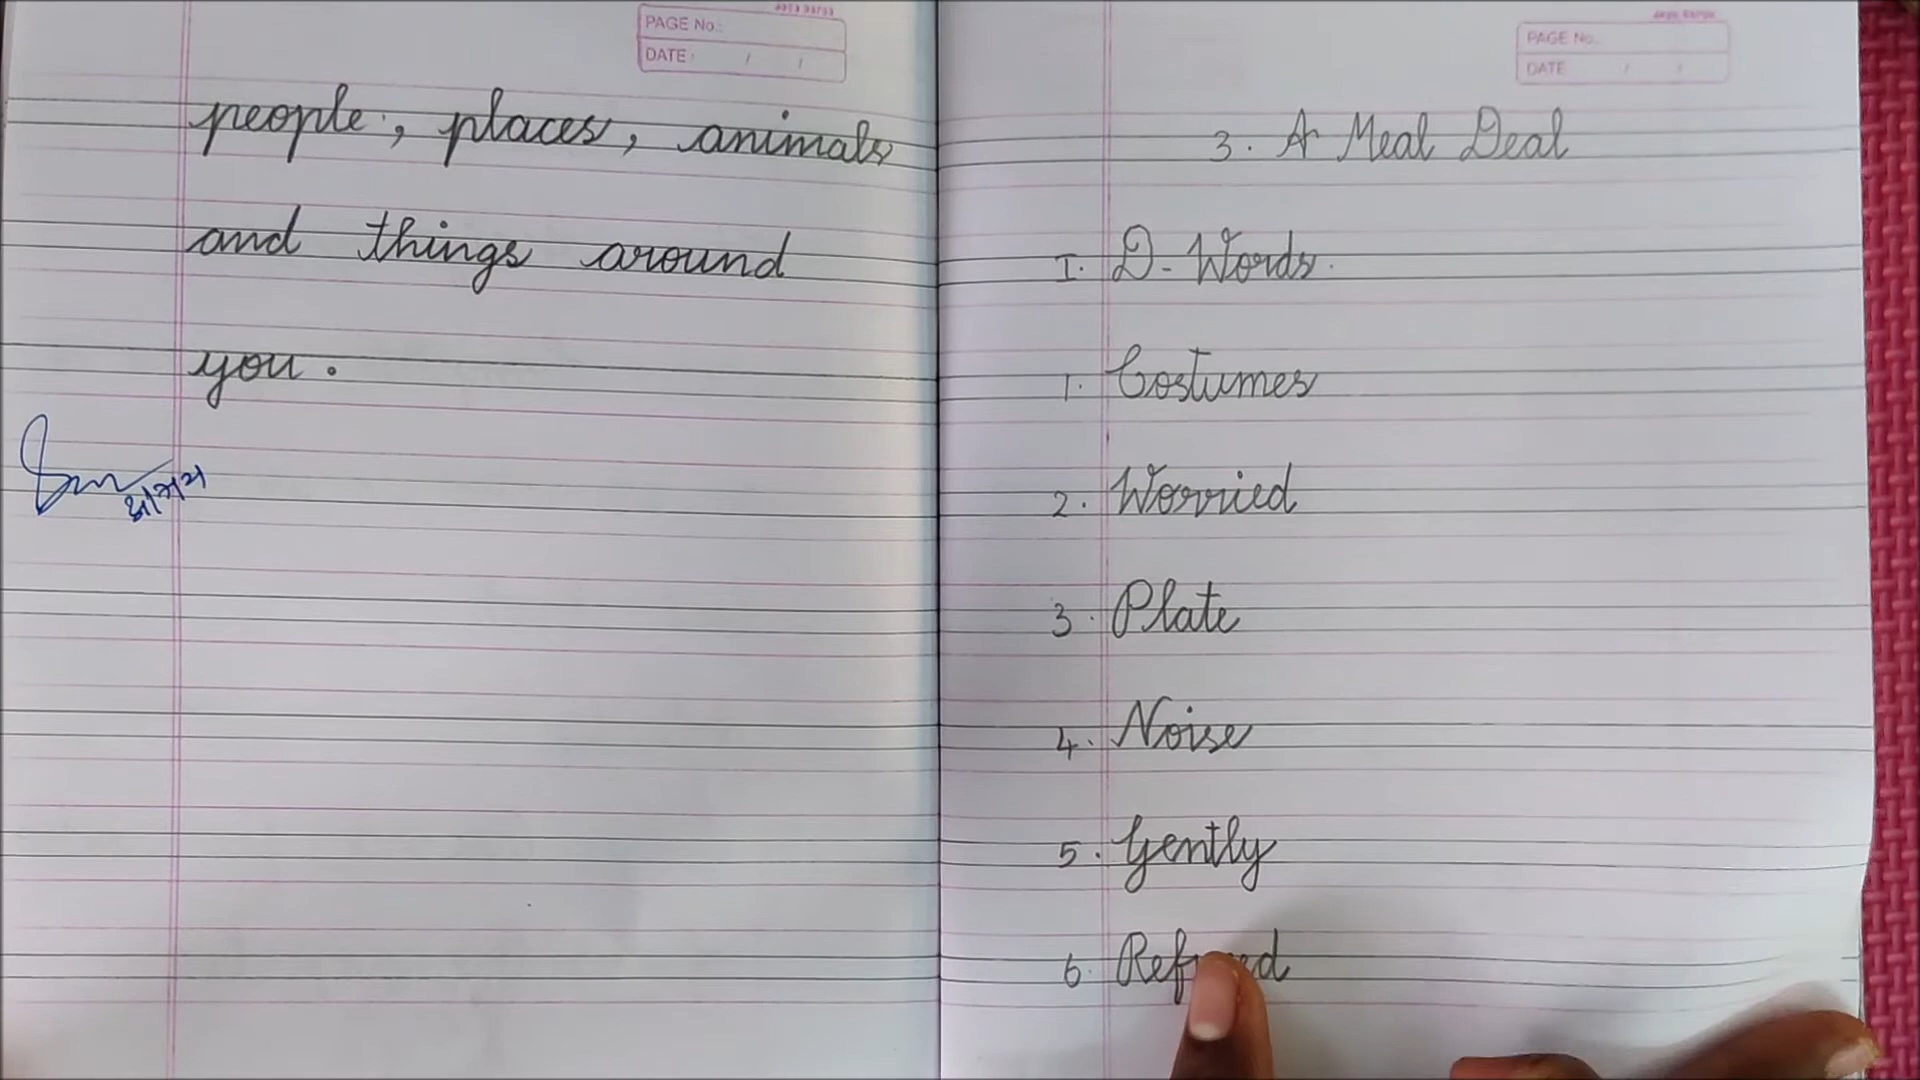 PAGE No.:
DATE: / /
people, places, animals
and things around
you.
PAGE No.
DATE / /
3. A Meal Deal
I. D-Words.
1. Costumes
2. Worried
3. Plate
4. Noise
5. Gently
6.